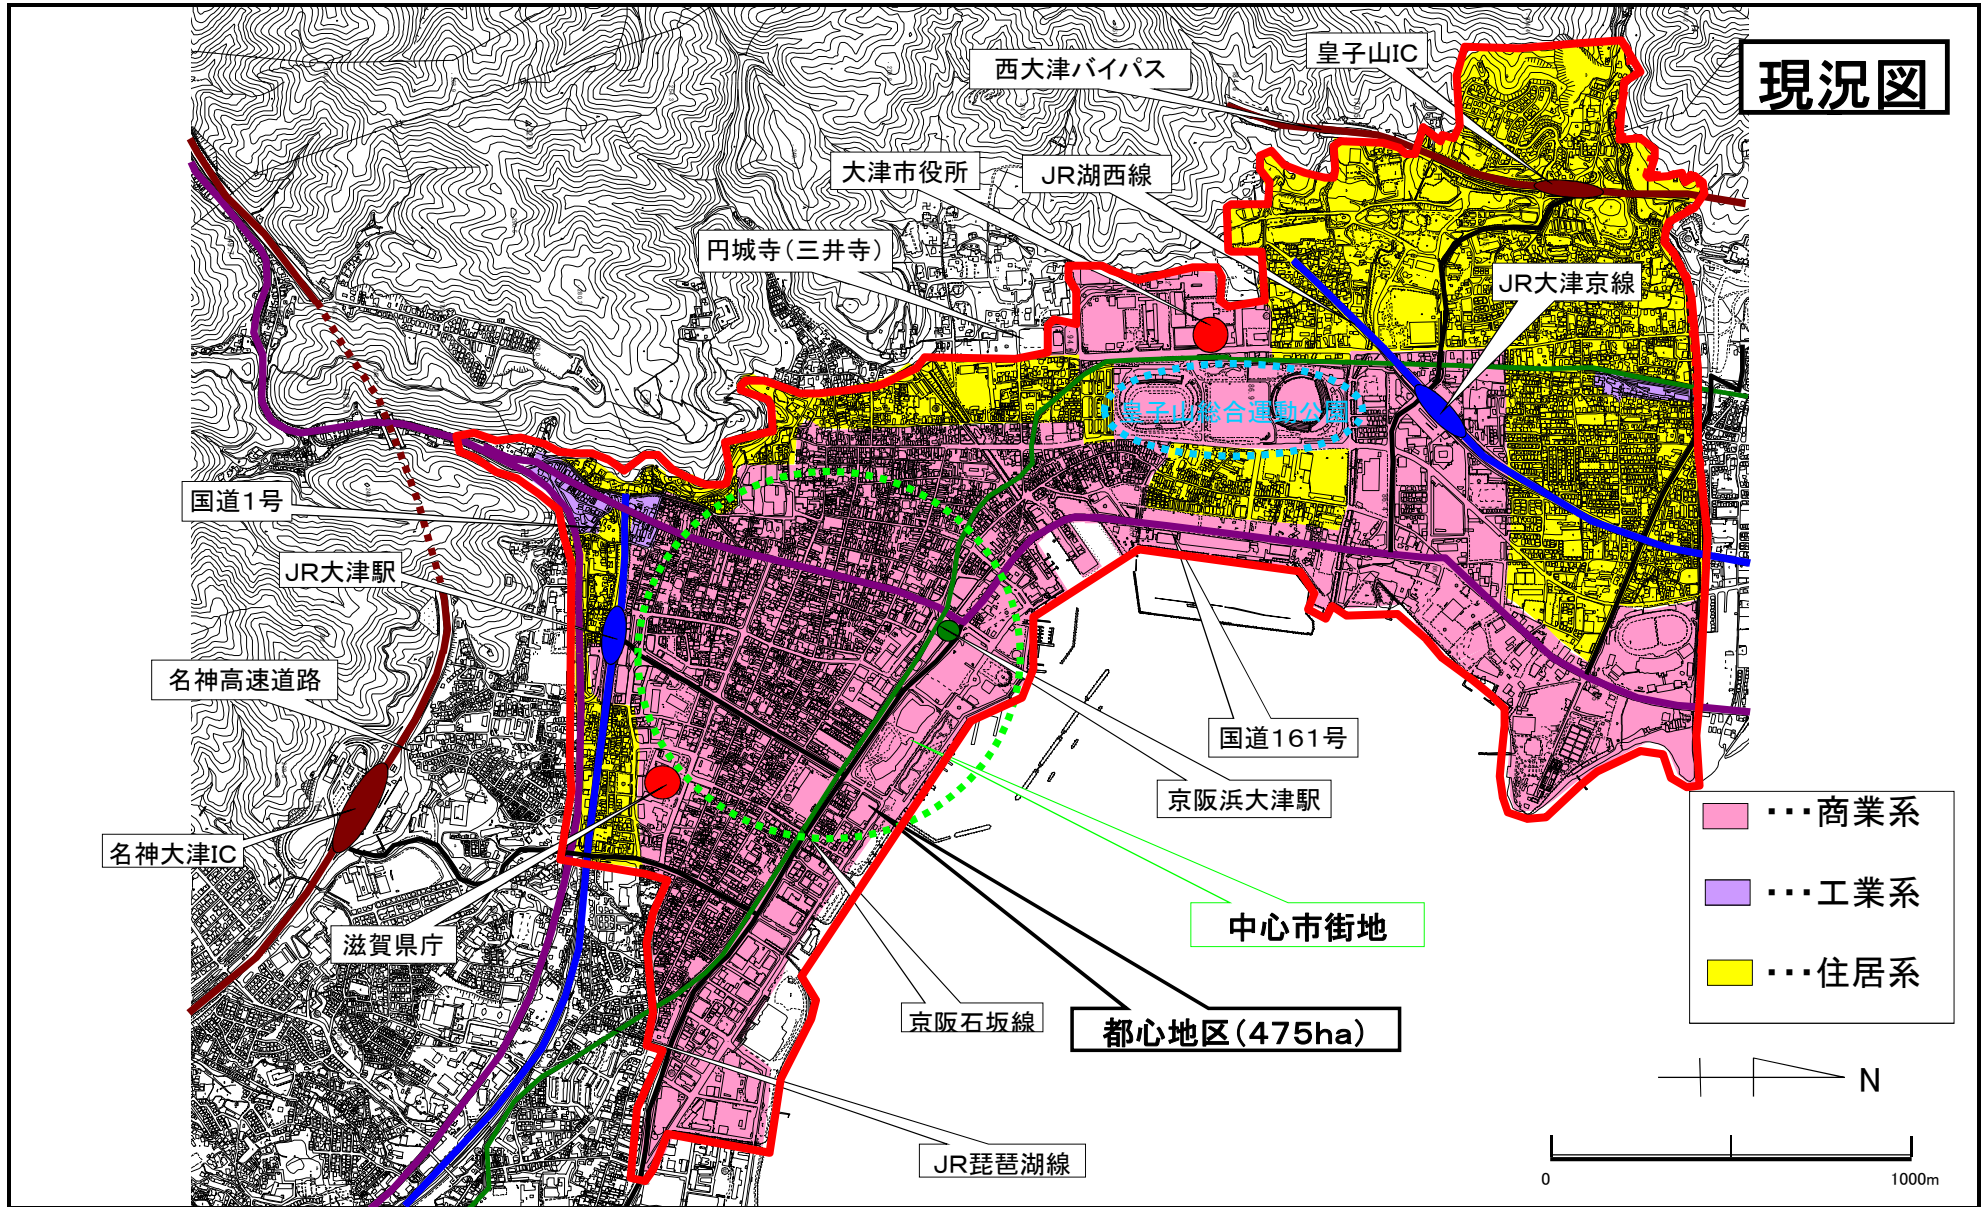 現況図
皇子山IC
西大津バイパス
大津市役所
JR湖西線
円城寺(三井寺)
JR大津京線
皇子山総合運動公園
国道1号
JR大津駅
名神高速道路
国道161号
京阪浜大津駅
名神大津IC
滋賀県庁
中心市街地
京阪石坂線
都心地区(475ha)
JR琵琶湖線
・・・商業系
・・・工業系
・・・住居系
N
0 1000m